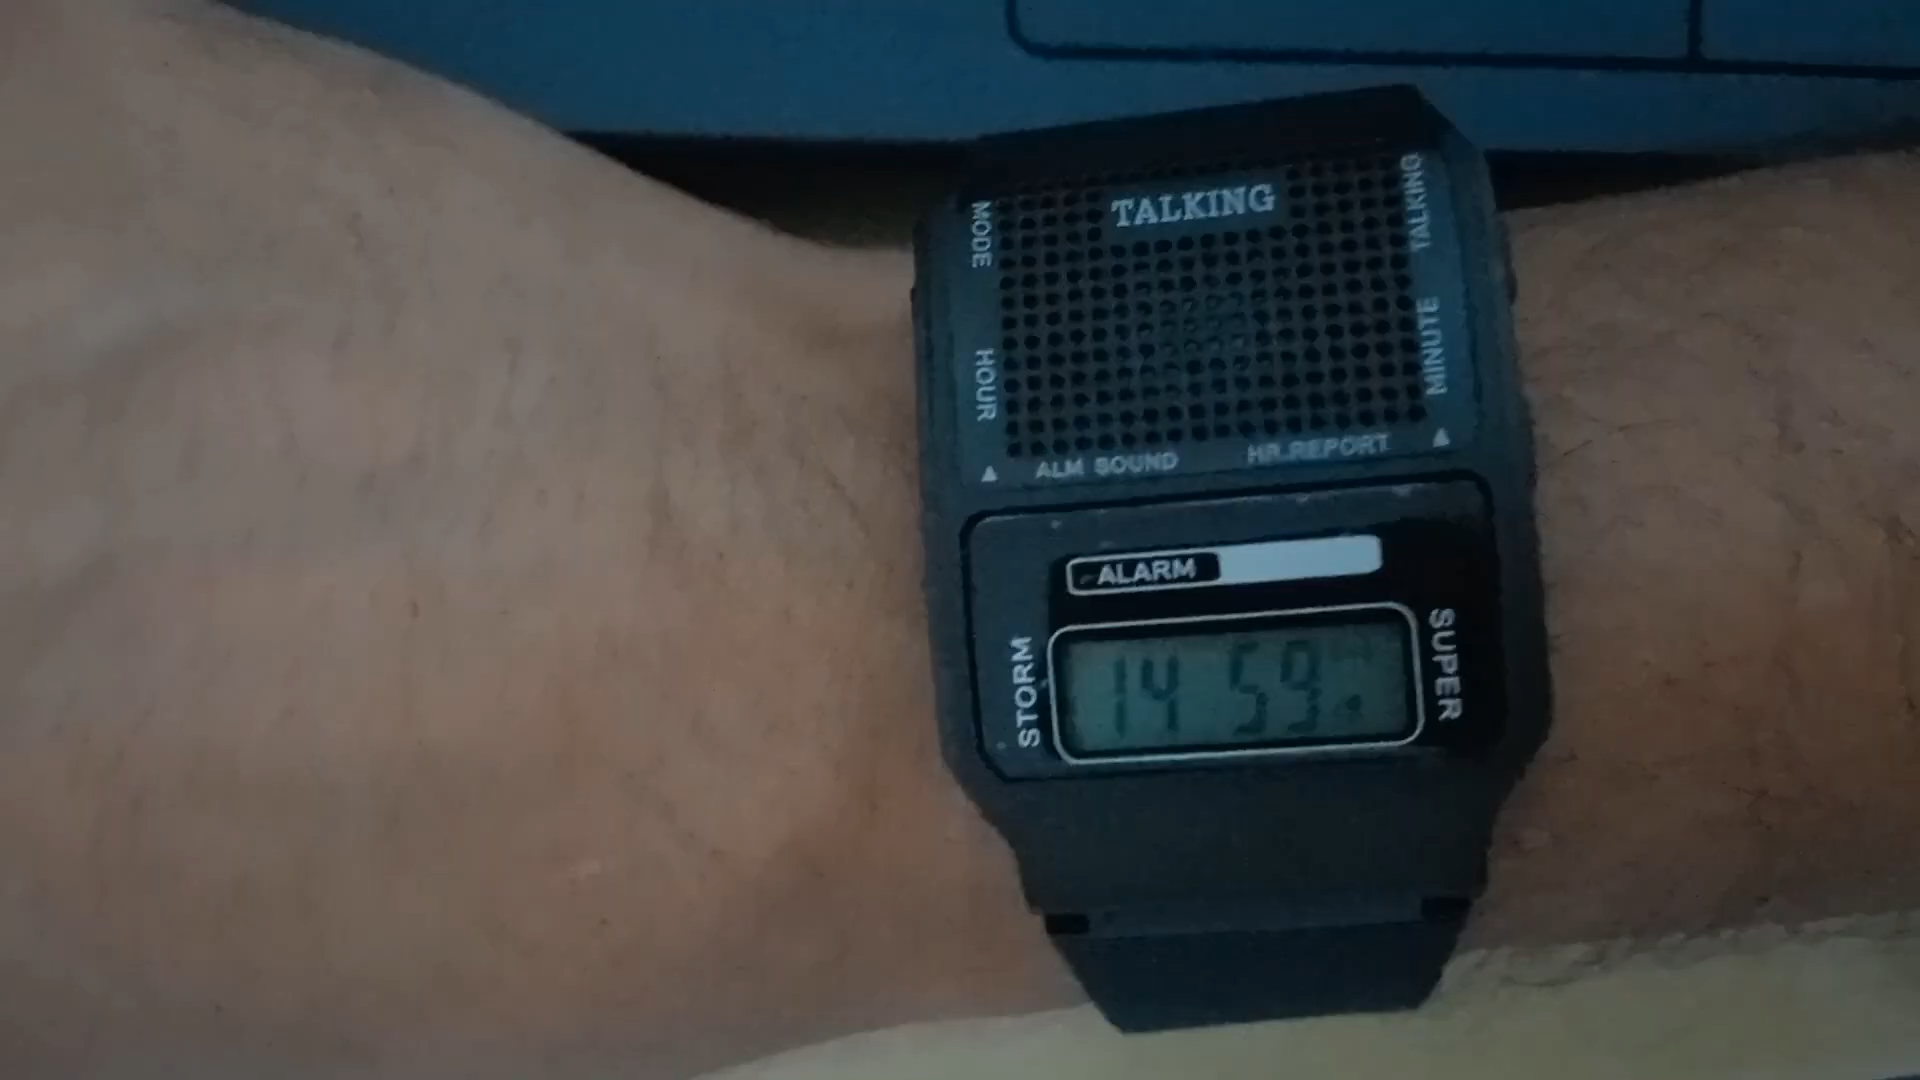 TALKING
MODE
TALKING
HOUR
MINUTE
ALM SOUND
HR.REPORT
ALARM
STORM
14 59
SUPER